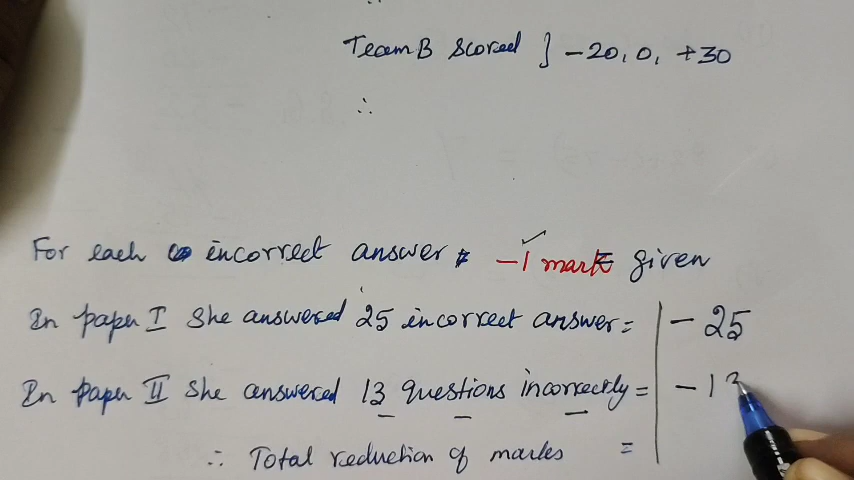 Team B Scored } -20, 0, +30
∴
For each incorrect answer -1 mark given
In paper I She answered 25 incorrect answer = -25
In paper II She answered 13 questions incorrectly = -13
∴ Total reduction of marks =